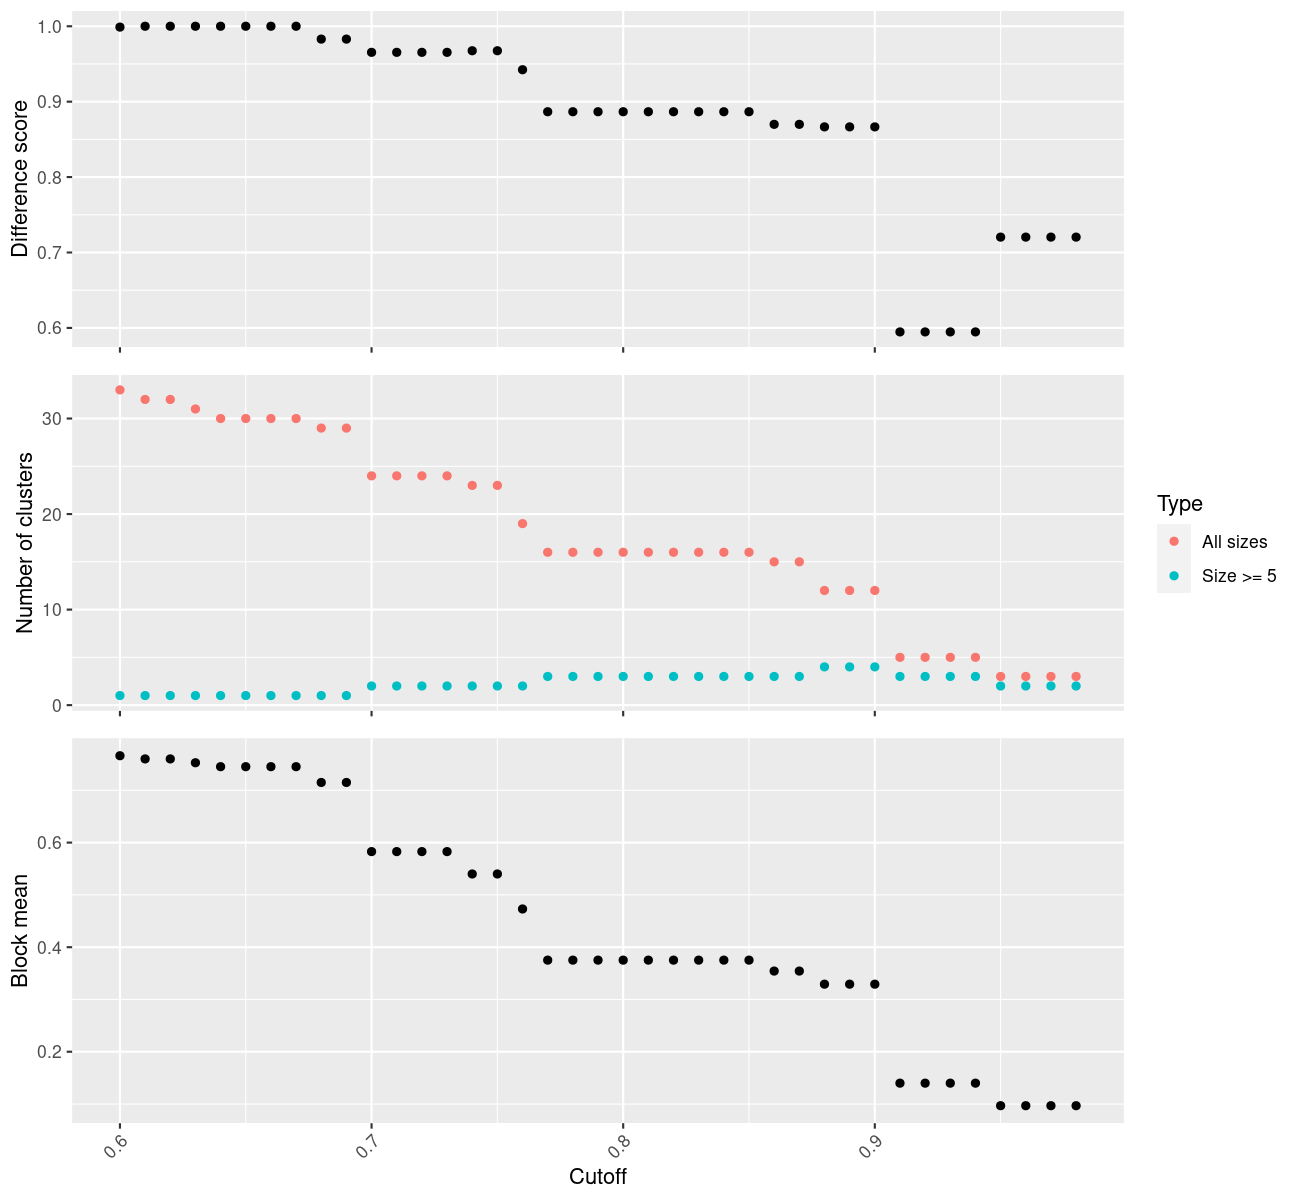 Difference score
1.0
0.9
0.8
0.7
0.6
Number of clusters
30
20
10
0
Type
All sizes
Size >= 5
Block mean
0.6
0.4
0.2
0.6
0.7
0.8
0.9
Cutoff